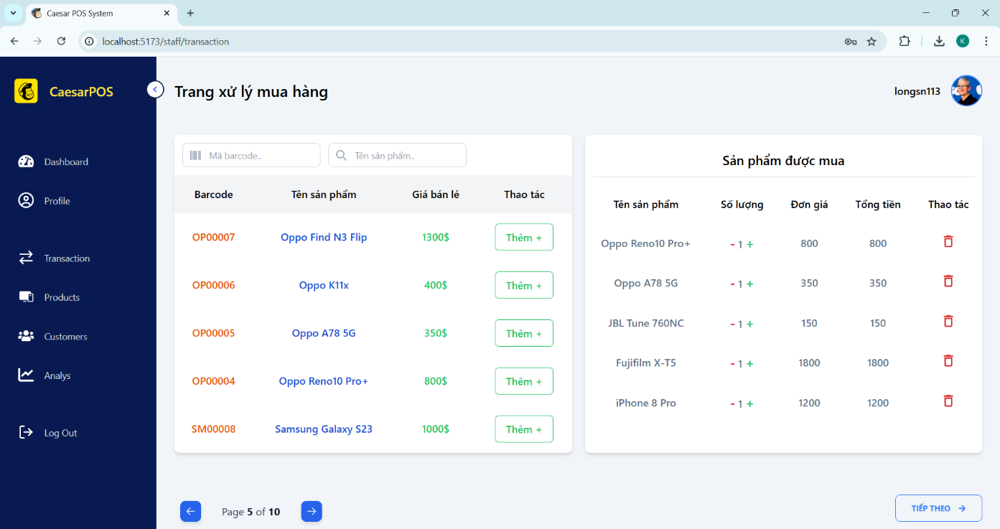 Caesar POS System
localhost:5173/staff/transaction
K
CaesarPOS
Trang xử lý mua hàng
longsn113
Dashboard
Profile
Transaction
Products
Customers
Analys
Log Out
Mã barcode.. Tên sản phẩm..
Barcode Tên sản phẩm Giá bán lẻ Thao tác
OP00007 Oppo Find N3 Flip 1300$ Thêm +
OP00006 Oppo K11x 400$ Thêm +
OP00005 Oppo A78 5G 350$ Thêm +
OP00004 Oppo Reno10 Pro+ 800$ Thêm +
SM00008 Samsung Galaxy S23 1000$ Thêm +
Page 5 of 10
Sản phẩm được mua
Tên sản phẩm Số lượng Đơn giá Tổng tiền Thao tác
Oppo Reno10 Pro+ - 1 + 800 800
Oppo A78 5G - 1 + 350 350
JBL Tune 760NC - 1 + 150 150
Fujifilm X-T5 - 1 + 1800 1800
iPhone 8 Pro - 1 + 1200 1200
TIẾP THEO